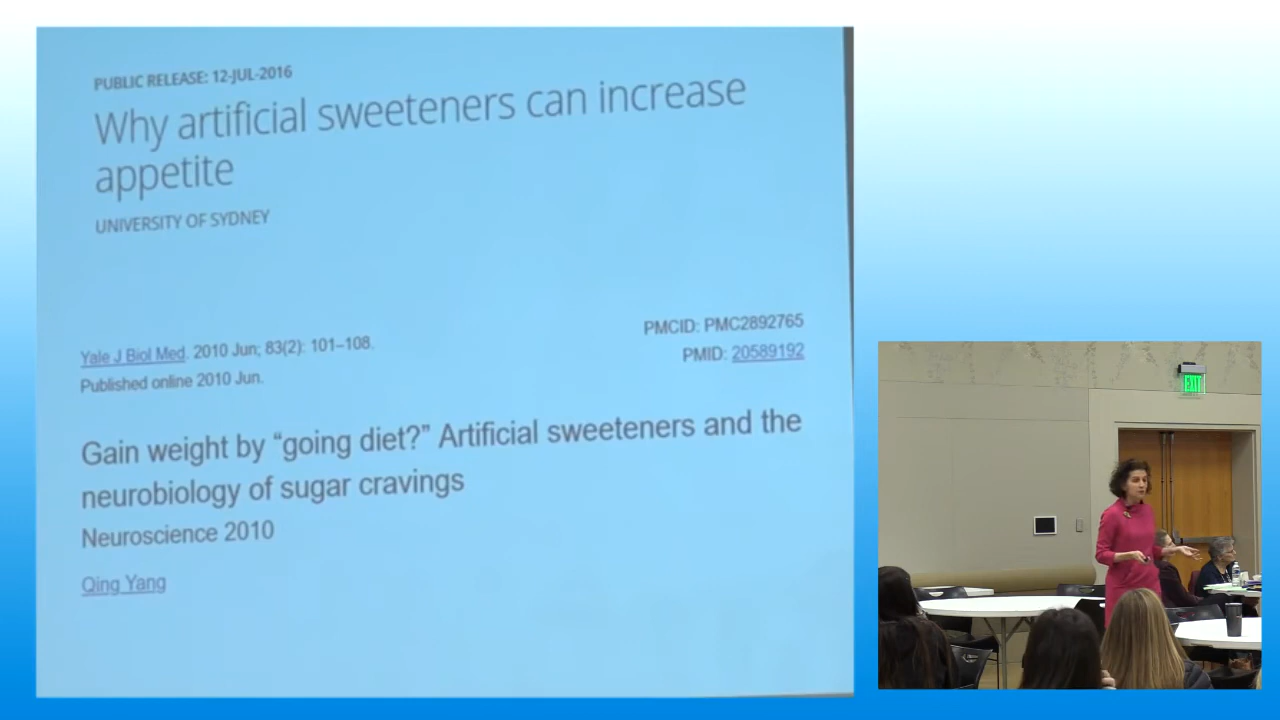 PUBLIC RELEASE: 12-JUL-2016
Why artificial sweeteners can increase
appetite
UNIVERSITY OF SYDNEY
PMCID: PMC2892765
Yale J Biol Med. 2010 Jun; 83(2): 101–108.
PMID: 20589192
Published online 2010 Jun.
Gain weight by “going diet?” Artificial sweeteners and the
neurobiology of sugar cravings
Neuroscience 2010
Qing Yang
EXIT